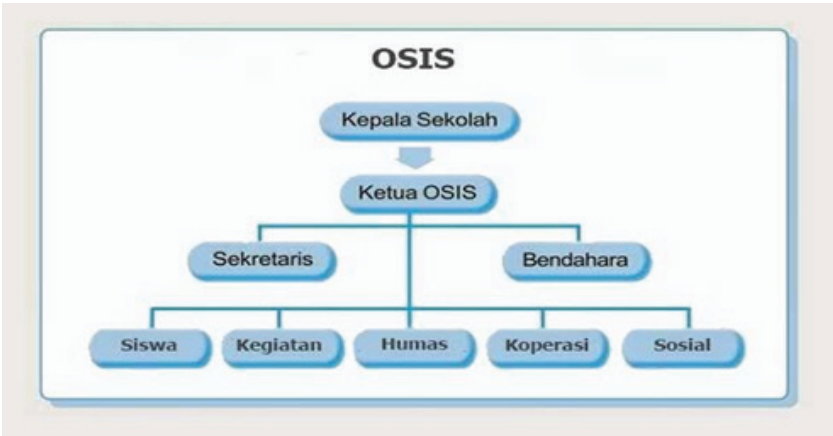 OSIS
Kepala Sekolah
Ketua OSIS
Sekretaris
Bendahara
Siswa
Kegiatan
Humas
Koperasi
Sosial